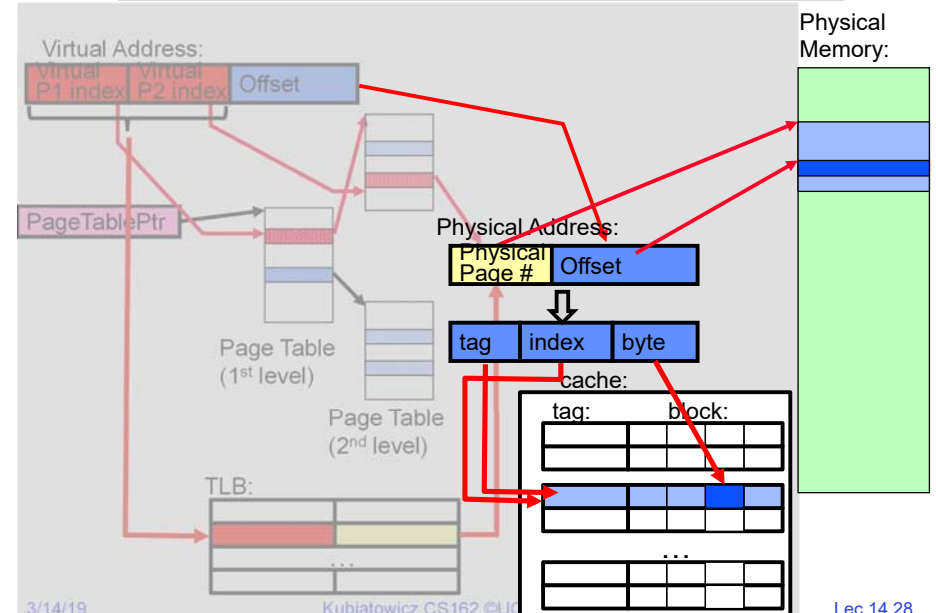 Physical
Memory:
Virtual Address:
Virtual
P1 index
Virtual
P2 index
Offset
PageTablePtr
Physical Address:
Physical
Page #
Offset
tag
index
byte
cache:
tag:
block:
Page Table
(1st level)
Page Table
(2nd level)
TLB:
...
...
3/14/19
Kubiatowicz CS162 ©UC
Lec 14.28